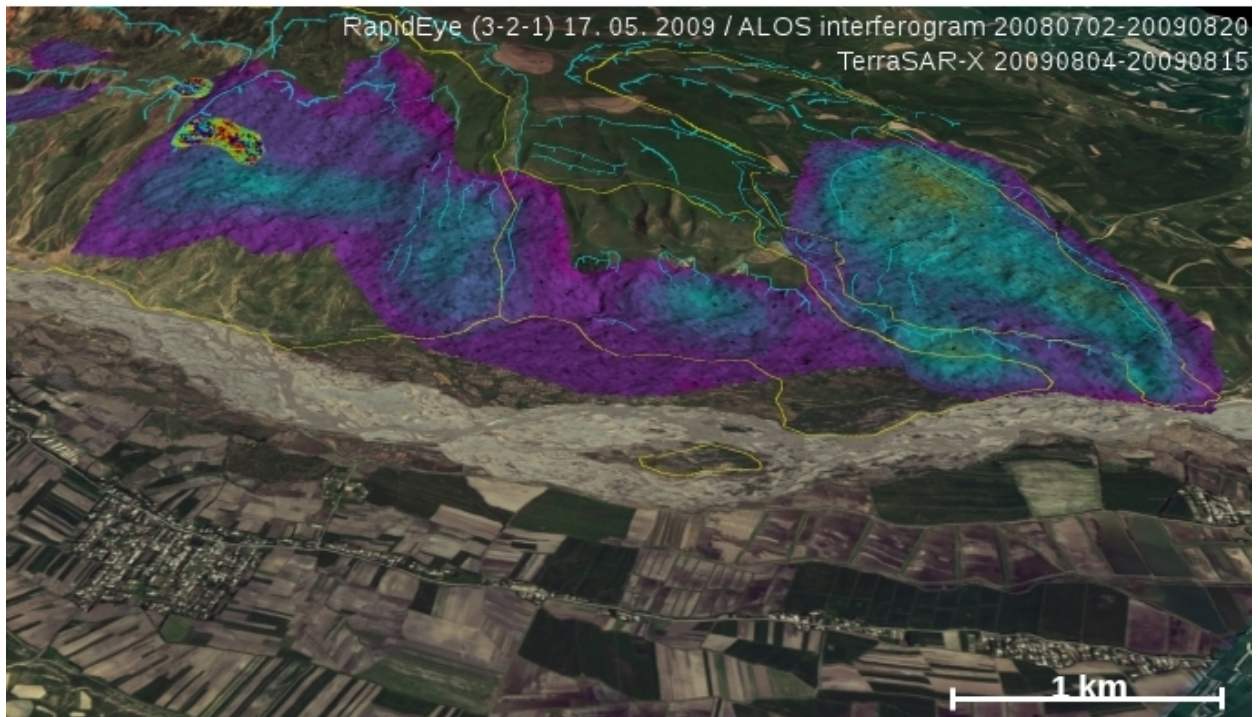 RapidEye (3-2-1) 17. 05. 2009 / ALOS interferogram 20080702-20090820
TerraSAR-X 20090804-20090815
1 km